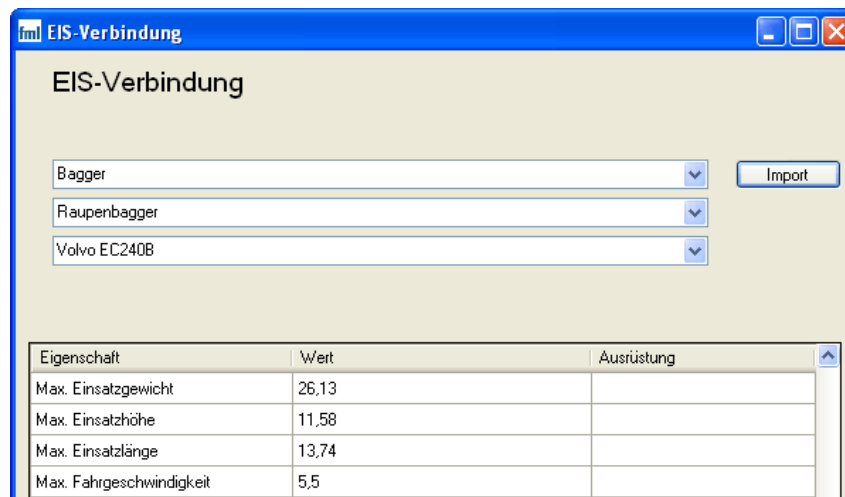 fml EIS-Verbindung
EIS-Verbindung
Bagger Import
Raupenbagger
Volvo EC240B
Eigenschaft Wert Ausrüstung
Max. Einsatzgewicht 26,13
Max. Einsatzhöhe 11,58
Max. Einsatzlänge 13,74
Max. Fahrgeschwindigkeit 5,5